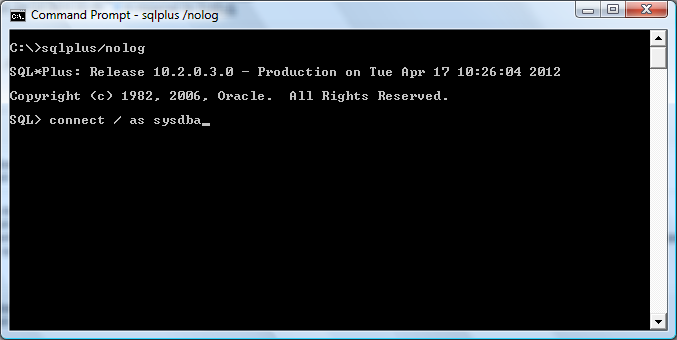 Command Prompt - sqlplus /nolog
C:\>sqlplus/nolog
SQL*Plus: Release 10.2.0.3.0 - Production on Tue Apr 17 10:26:04 2012
Copyright (c) 1982, 2006, Oracle.  All Rights Reserved.
SQL> connect / as sysdba_